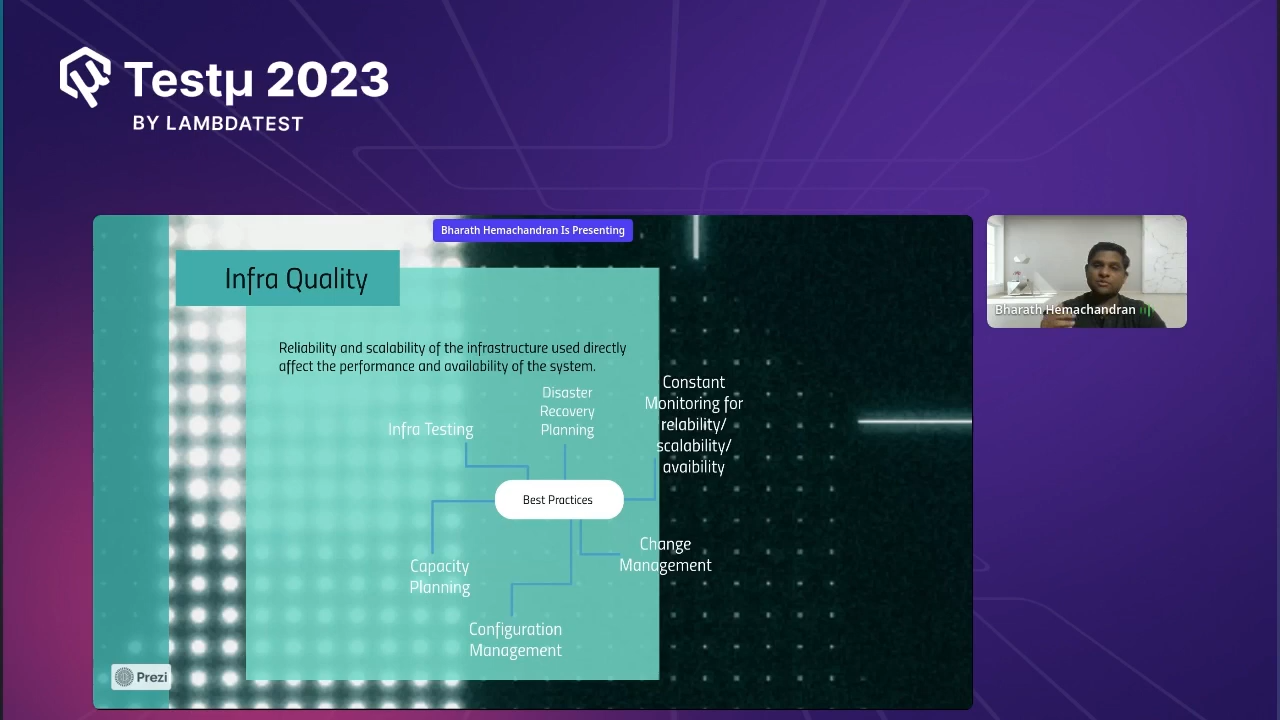 Testμ 2023
BY LAMBDATEST
Bharath Hemachandran Is Presenting
Infra Quality
Reliability and scalability of the infrastructure used directly
affect the performance and availability of the system.
Infra Testing
Disaster
Recovery
Planning
Constant
Monitoring for
relability/
scalability/
avaibility
Best Practices
Capacity
Planning
Change
Management
Configuration
Management
Prezi
Bharath Hemachandran